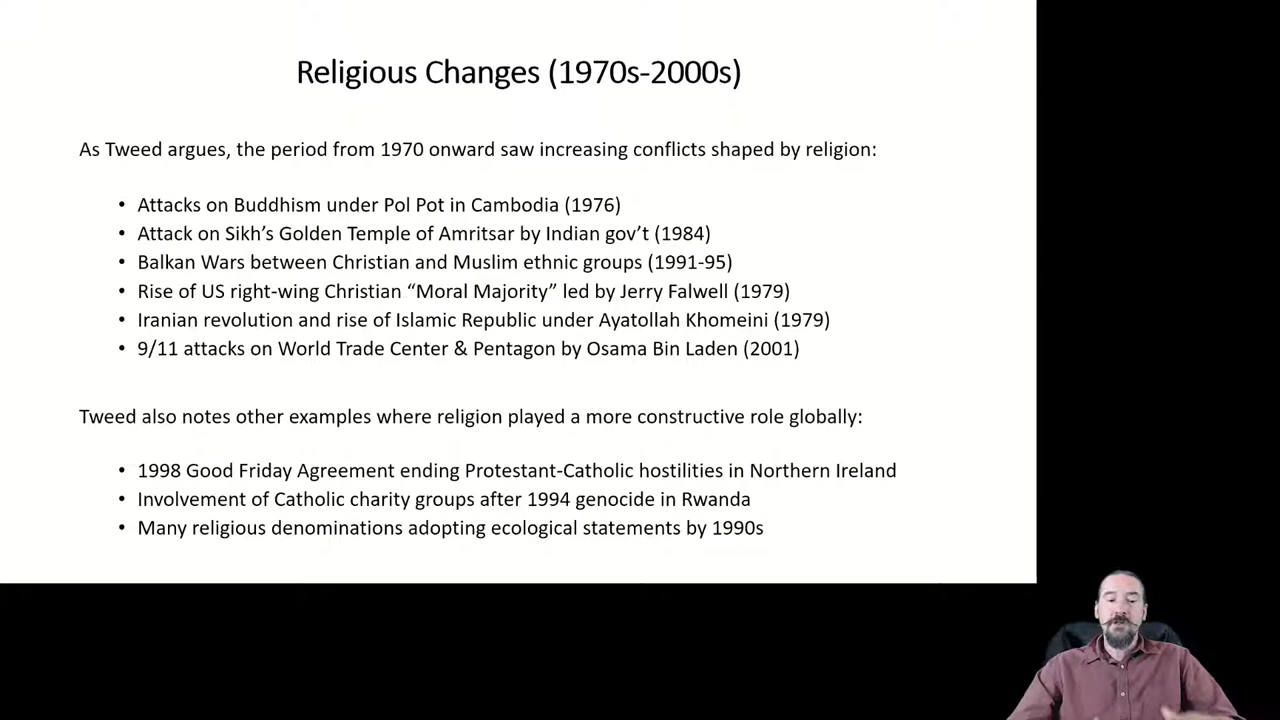 Religious Changes (1970s-2000s)
As Tweed argues, the period from 1970 onward saw increasing conflicts shaped by religion:
• Attacks on Buddhism under Pol Pot in Cambodia (1976)
• Attack on Sikh’s Golden Temple of Amritsar by Indian gov’t (1984)
• Balkan Wars between Christian and Muslim ethnic groups (1991-95)
• Rise of US right-wing Christian “Moral Majority” led by Jerry Falwell (1979)
• Iranian revolution and rise of Islamic Republic under Ayatollah Khomeini (1979)
• 9/11 attacks on World Trade Center & Pentagon by Osama Bin Laden (2001)
Tweed also notes other examples where religion played a more constructive role globally:
• 1998 Good Friday Agreement ending Protestant-Catholic hostilities in Northern Ireland
• Involvement of Catholic charity groups after 1994 genocide in Rwanda
• Many religious denominations adopting ecological statements by 1990s